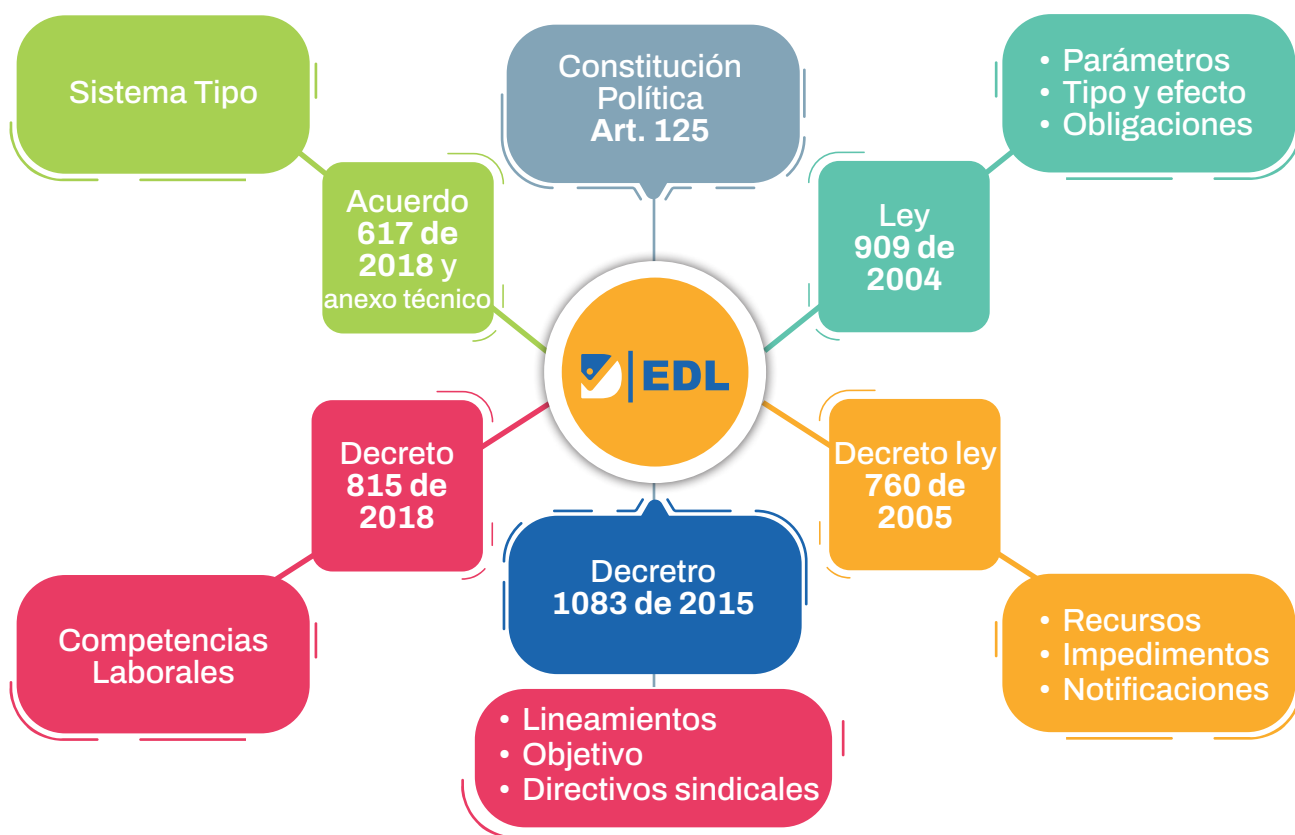 Sistema Tipo
Constitución
Política
Art. 125
• Parámetros
• Tipo y efecto
• Obligaciones
Acuerdo
617 de
2018 y
anexo técnico
Ley
909 de
2004
EDL
Decreto
815 de
2018
Decreto ley
760 de
2005
Decretro
1083 de 2015
Competencias
Laborales
• Recursos
• Impedimentos
• Notificaciones
• Lineamientos
• Objetivo
• Directivos sindicales